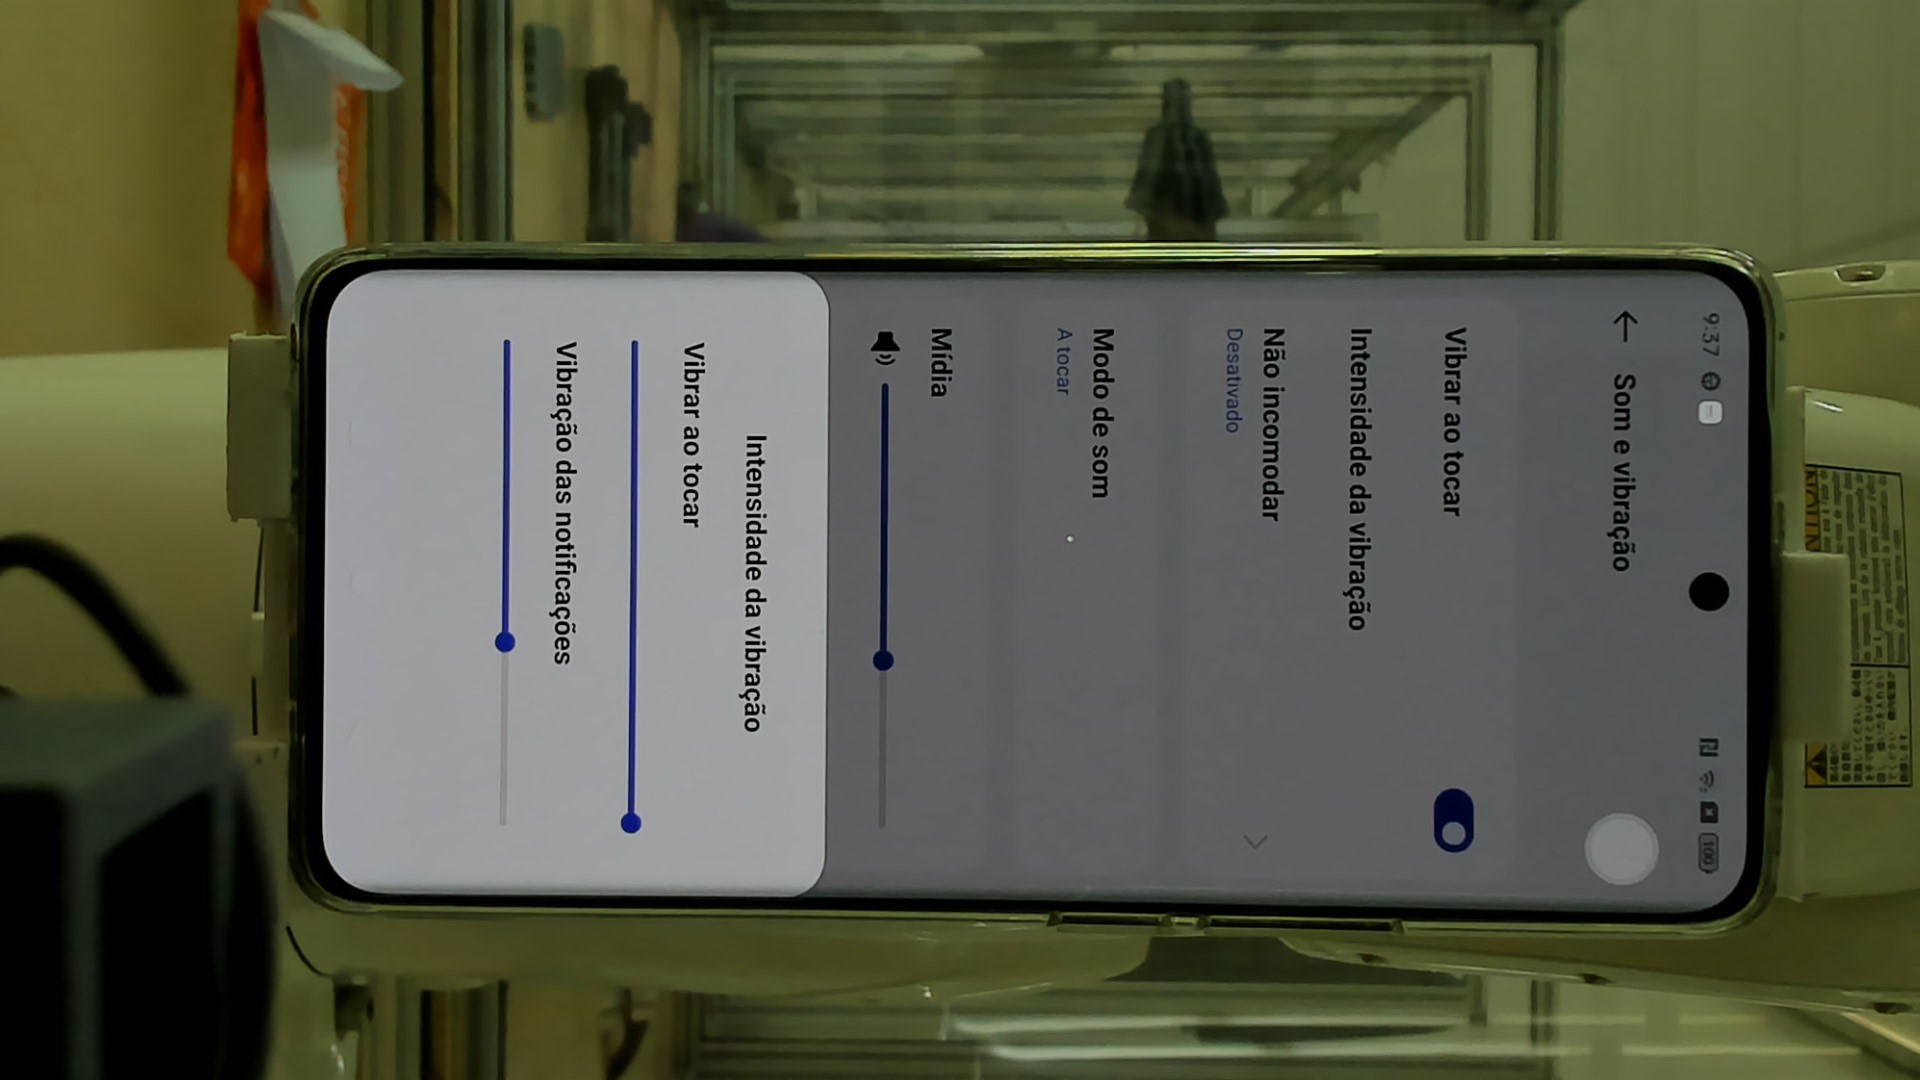 9:37
100
Som e vibração
Vibrar ao tocar
Intensidade da vibração
Não incomodar
Desativado
Modo de som
A tocar
Mídia
Intensidade da vibração
Vibrar ao tocar
Vibração das notificações